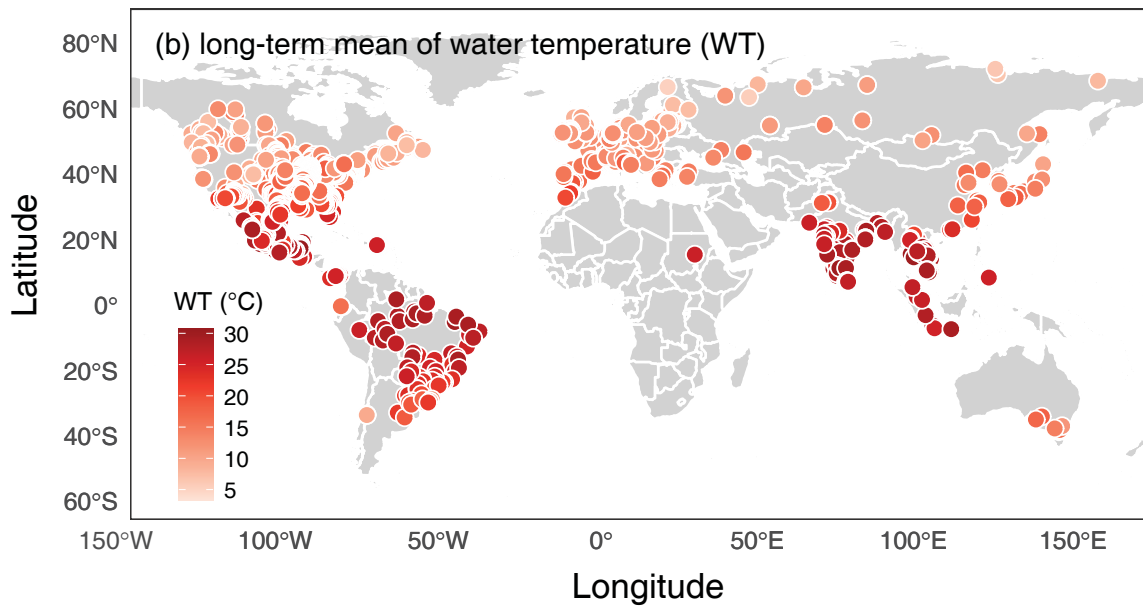 (b) long-term mean of water temperature (WT)
80°N
60°N
40°N
20°N
0°
20°S
40°S
60°S
Latitude
WT (°C)
30
25
20
15
10
5
150°W
100°W
50°W
0°
50°E
100°E
150°E
Longitude